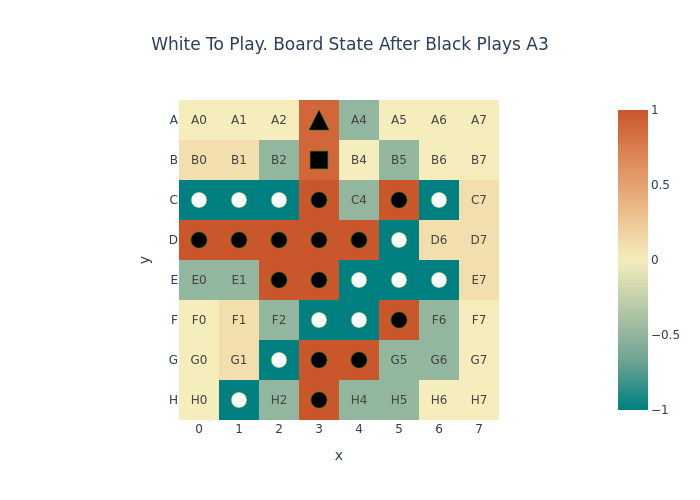 White To Play. Board State After Black Plays A3
A A0 A1 A2 A4 A5 A6 A7
B B0 B1 B2 B4 B5 B6 B7
C C4 C7
D D6 D7
E E0 E1 E7
F F0 F1 F2 F6 F7
G G0 G1 G5 G6 G7
H H0 H2 H4 H5 H6 H7
0 1 2 3 4 5 6 7
x
y
1
0.5
0
−0.5
−1